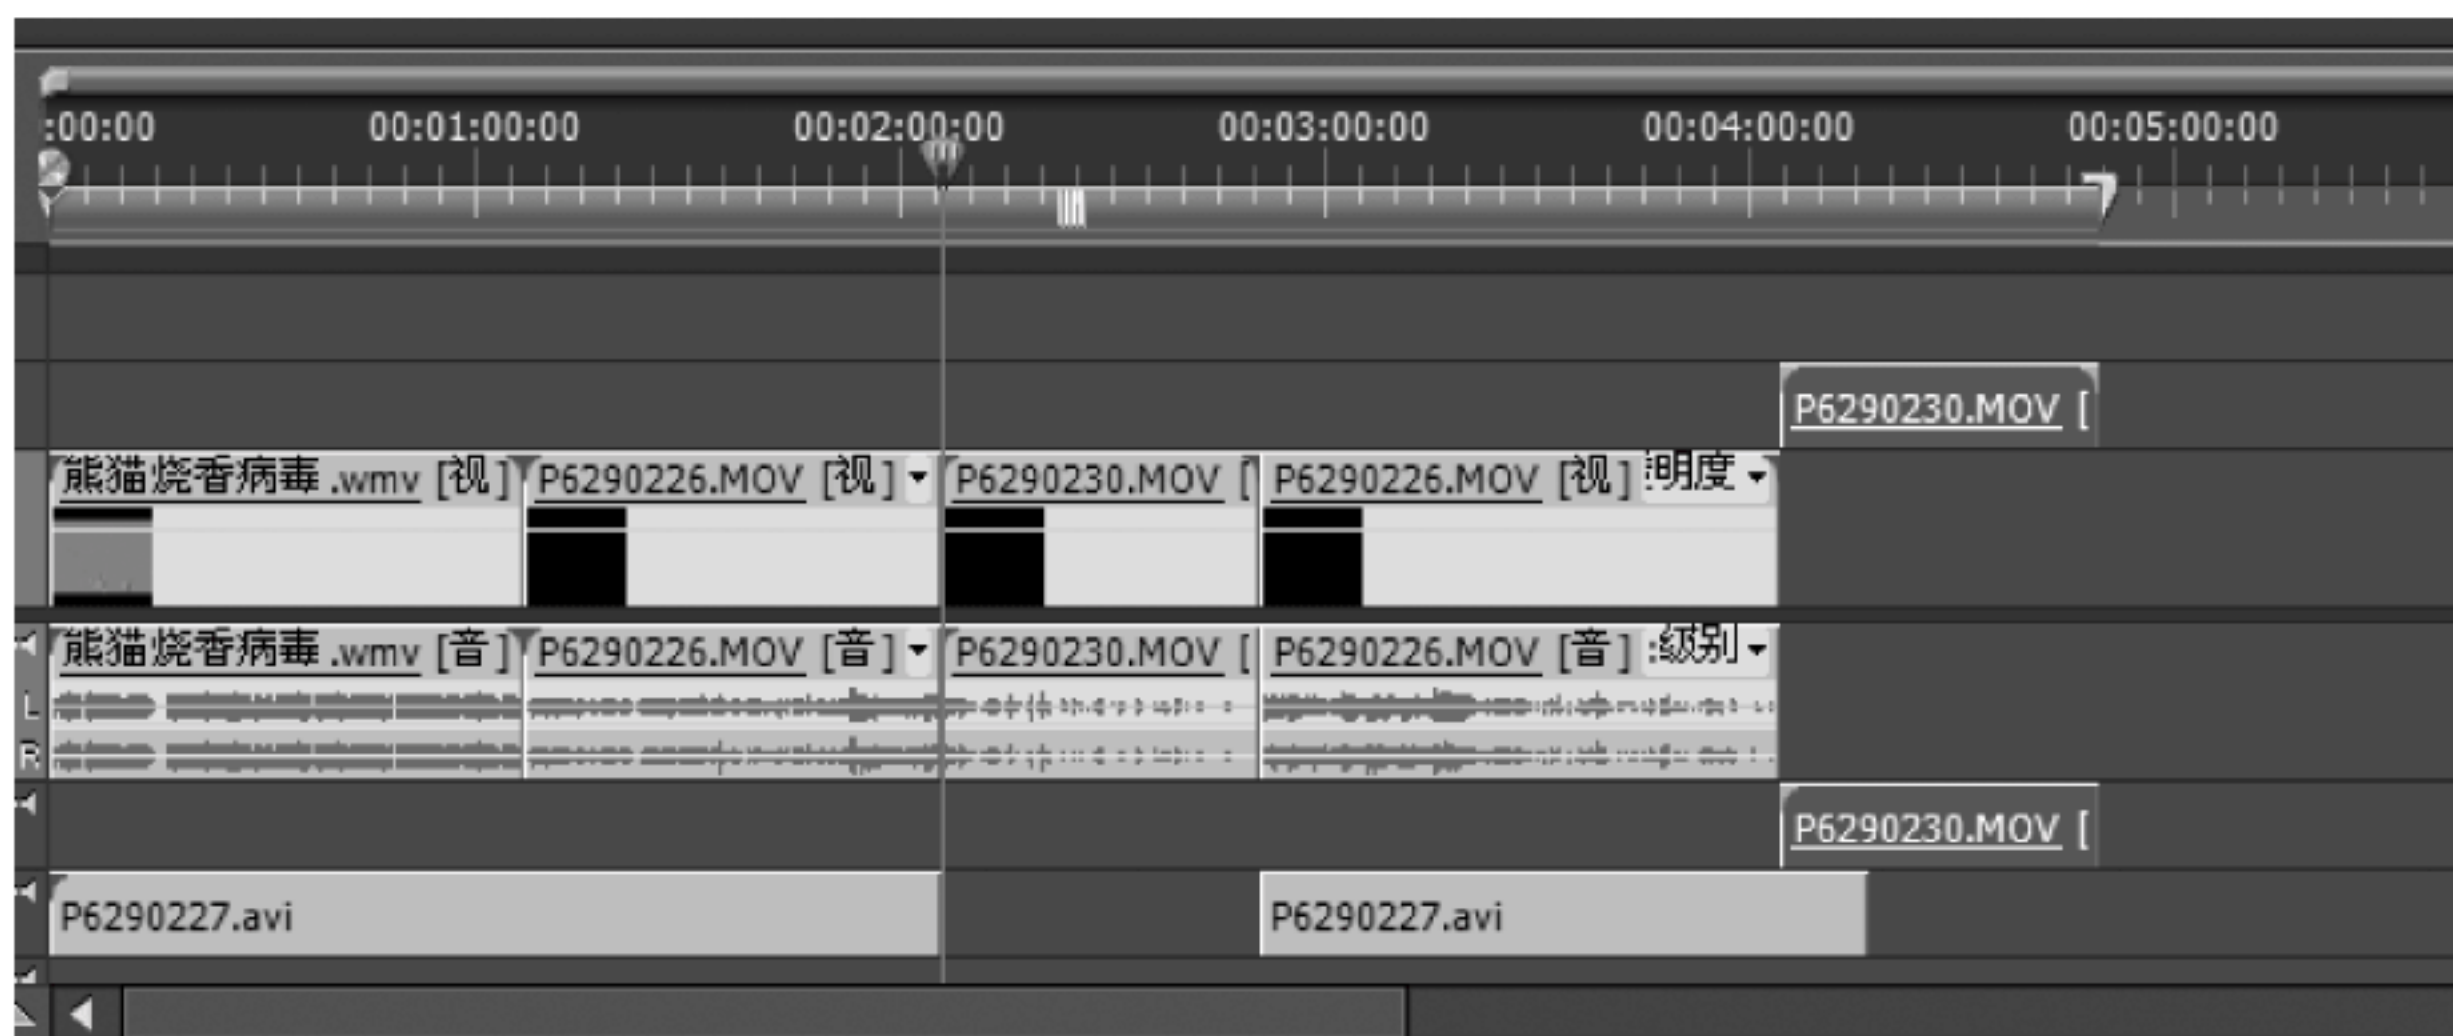 :00:00 00:01:00:00 00:02:00:00 00:03:00:00 00:04:00:00 00:05:00:00
P6290230.MOV [
熊猫烧香病毒.wmv [视] P6290226.MOV [视] P6290230.MOV [ P6290226.MOV [视] 明度
熊猫烧香病毒.wmv [音] P6290226.MOV [音] P6290230.MOV [ P6290226.MOV [音] :级别
L
R
P6290230.MOV [
P6290227.avi P6290227.avi